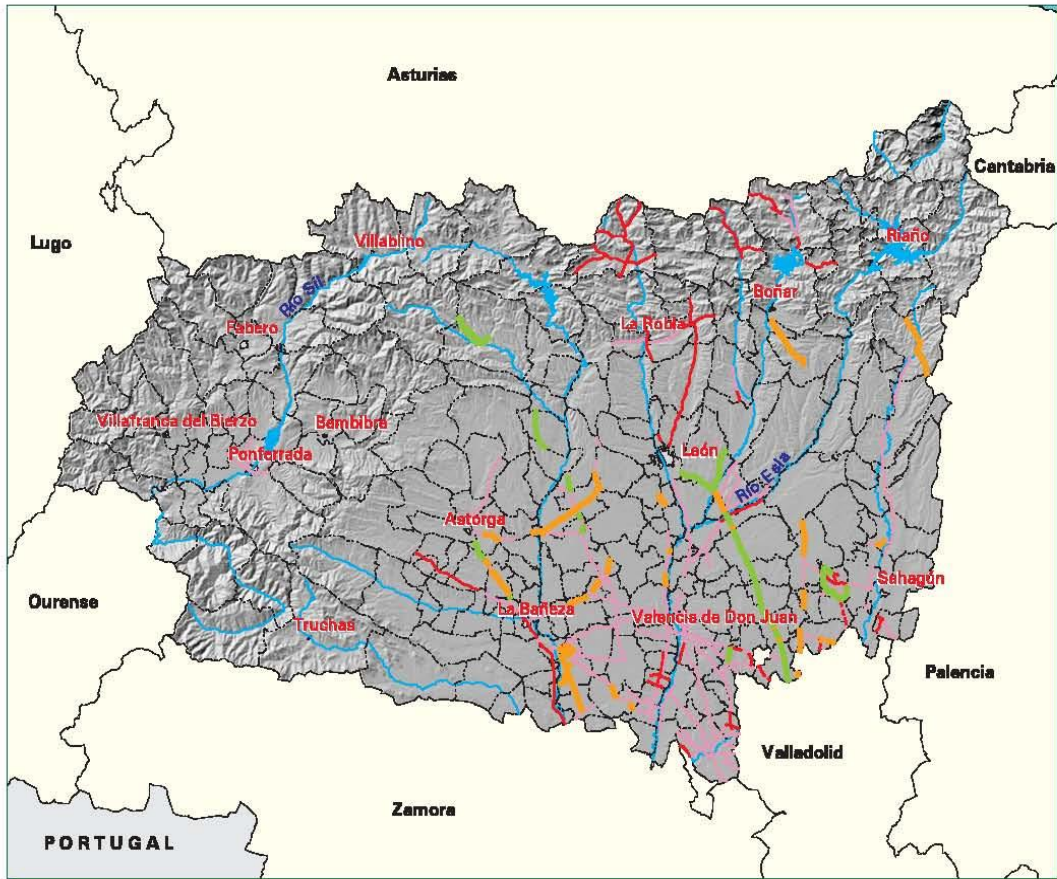 Asturias
Cantabria
Lugo
Villablino
Riaño
Río Sil
Boñar
Fabero
La Robla
Villafranca del Bierzo
Bembibre
Ponferrada
León
Río Esla
Astorga
Sahagún
Ourense
La Bañeza
Valencia de Don Juan
Truchas
Palencia
Valladolid
Zamora
PORTUGAL